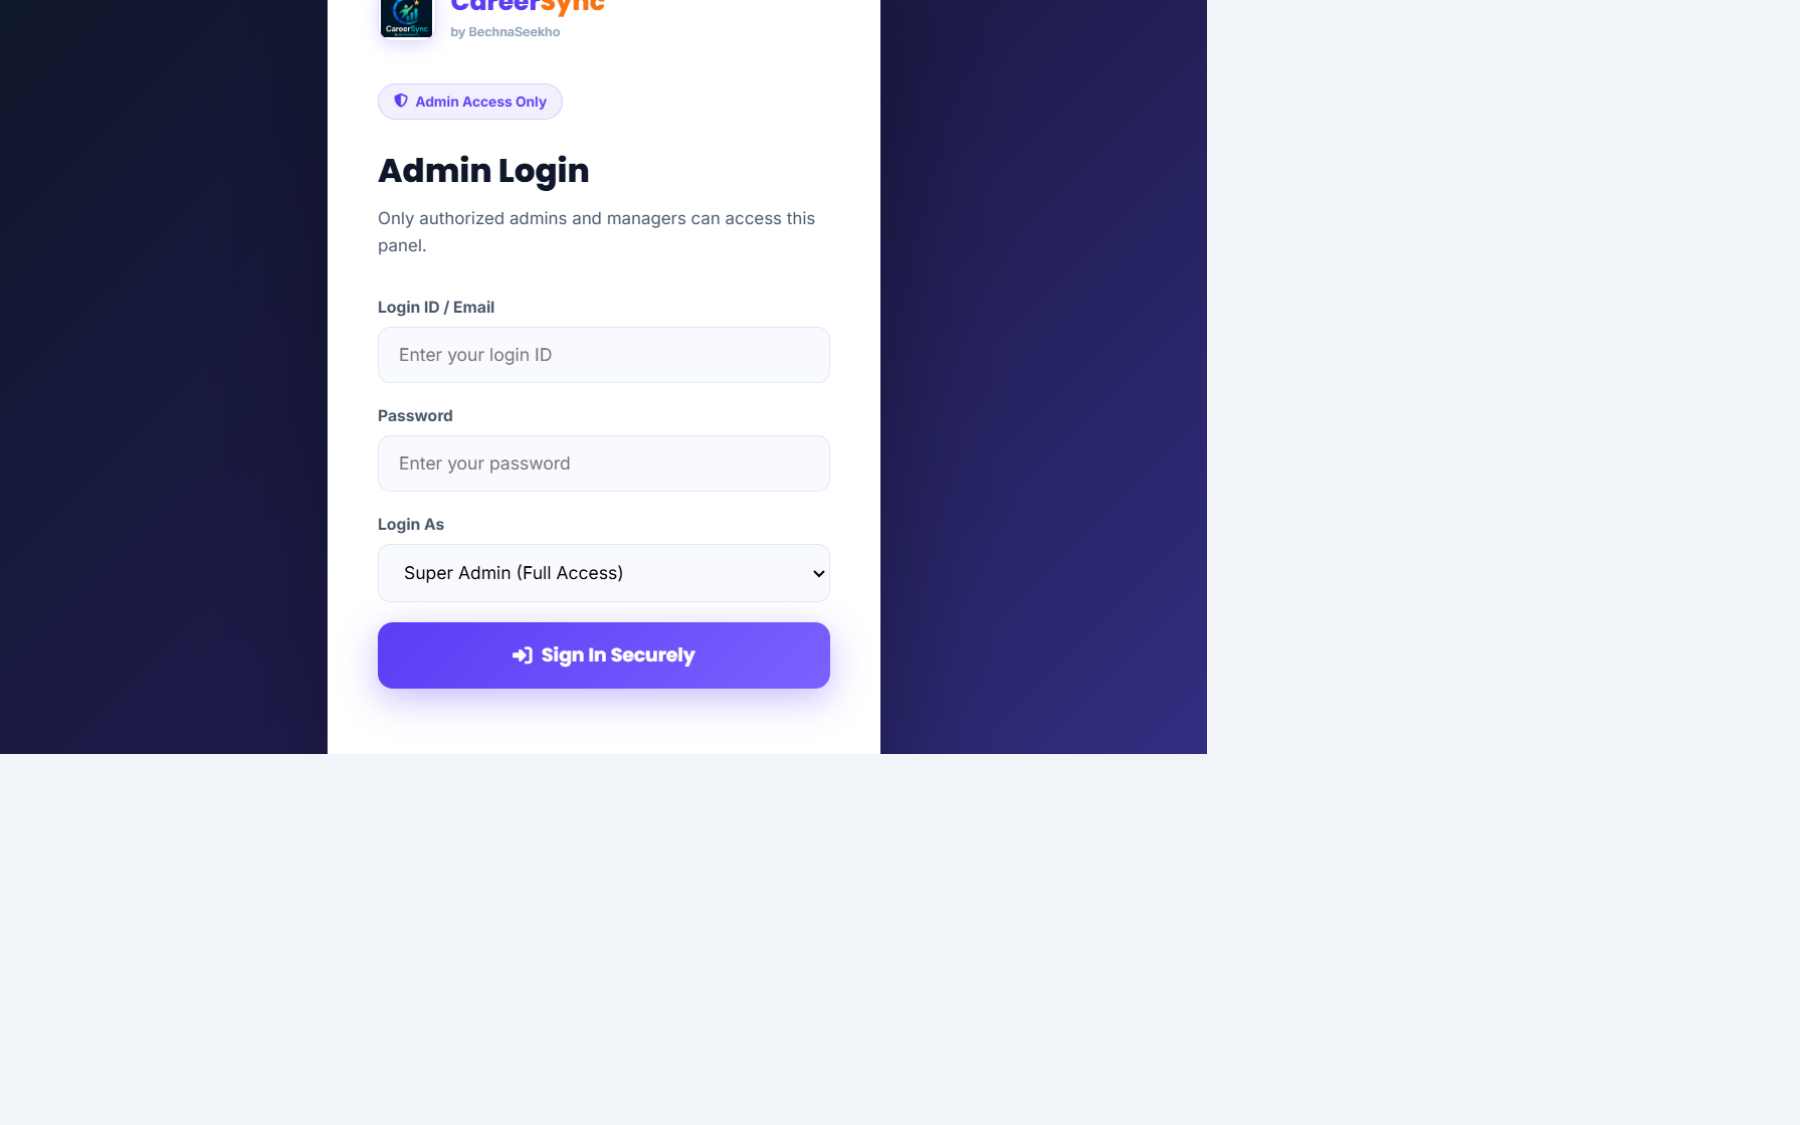 CareerSync
CareerSync
by BechnaSeekho
Admin Access Only
Admin Login
Only authorized admins and managers can access this
panel.
Login ID / Email
Enter your login ID
Password
Enter your password
Login As
Super Admin (Full Access)
Sign In Securely